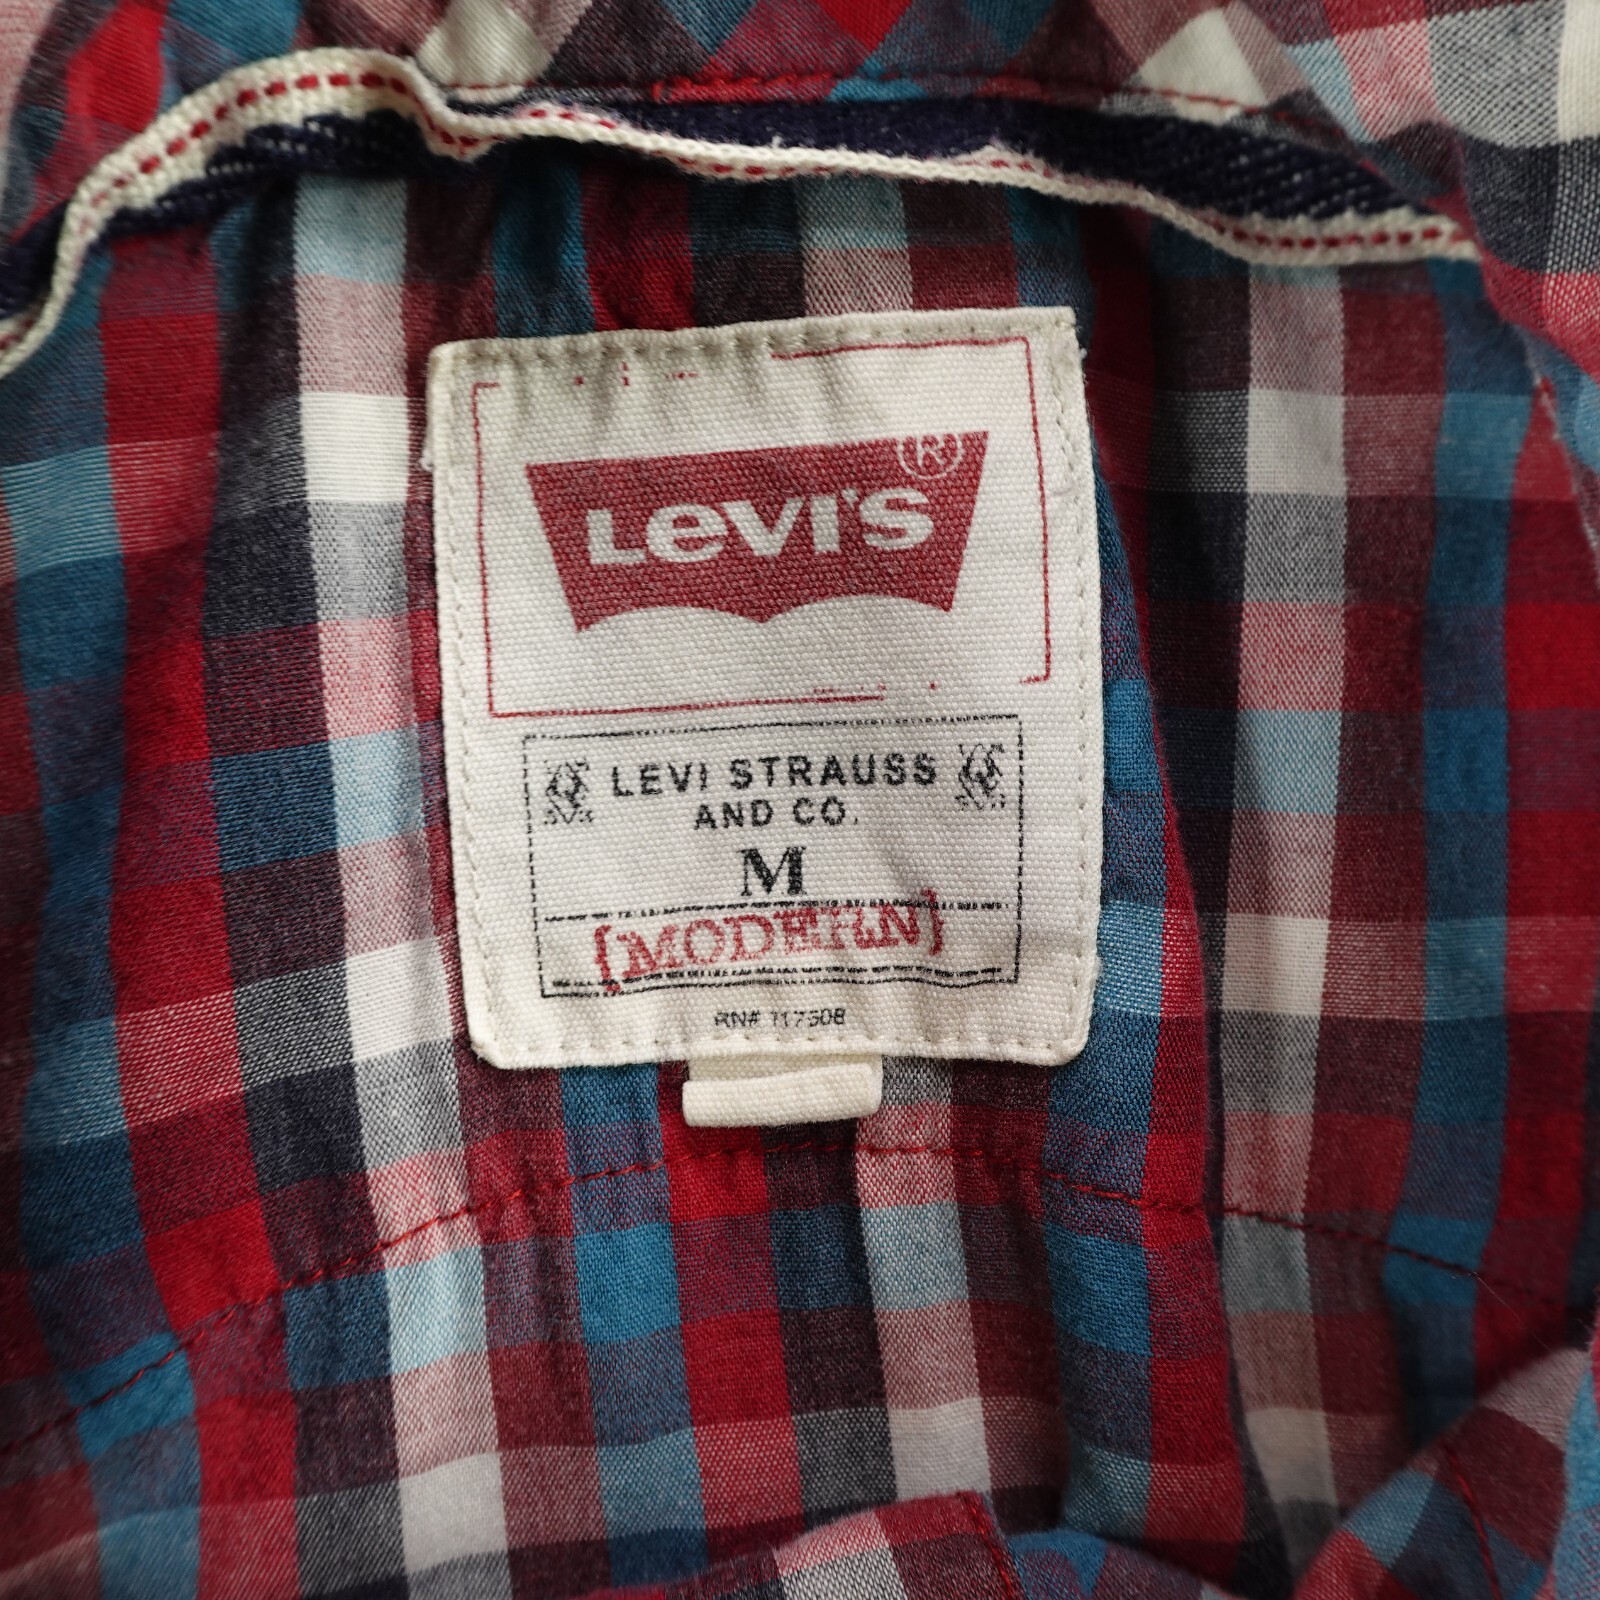 LEVI'S®
LEVI STRAUSS
AND CO.
M
{MODERN}
RN# 117508